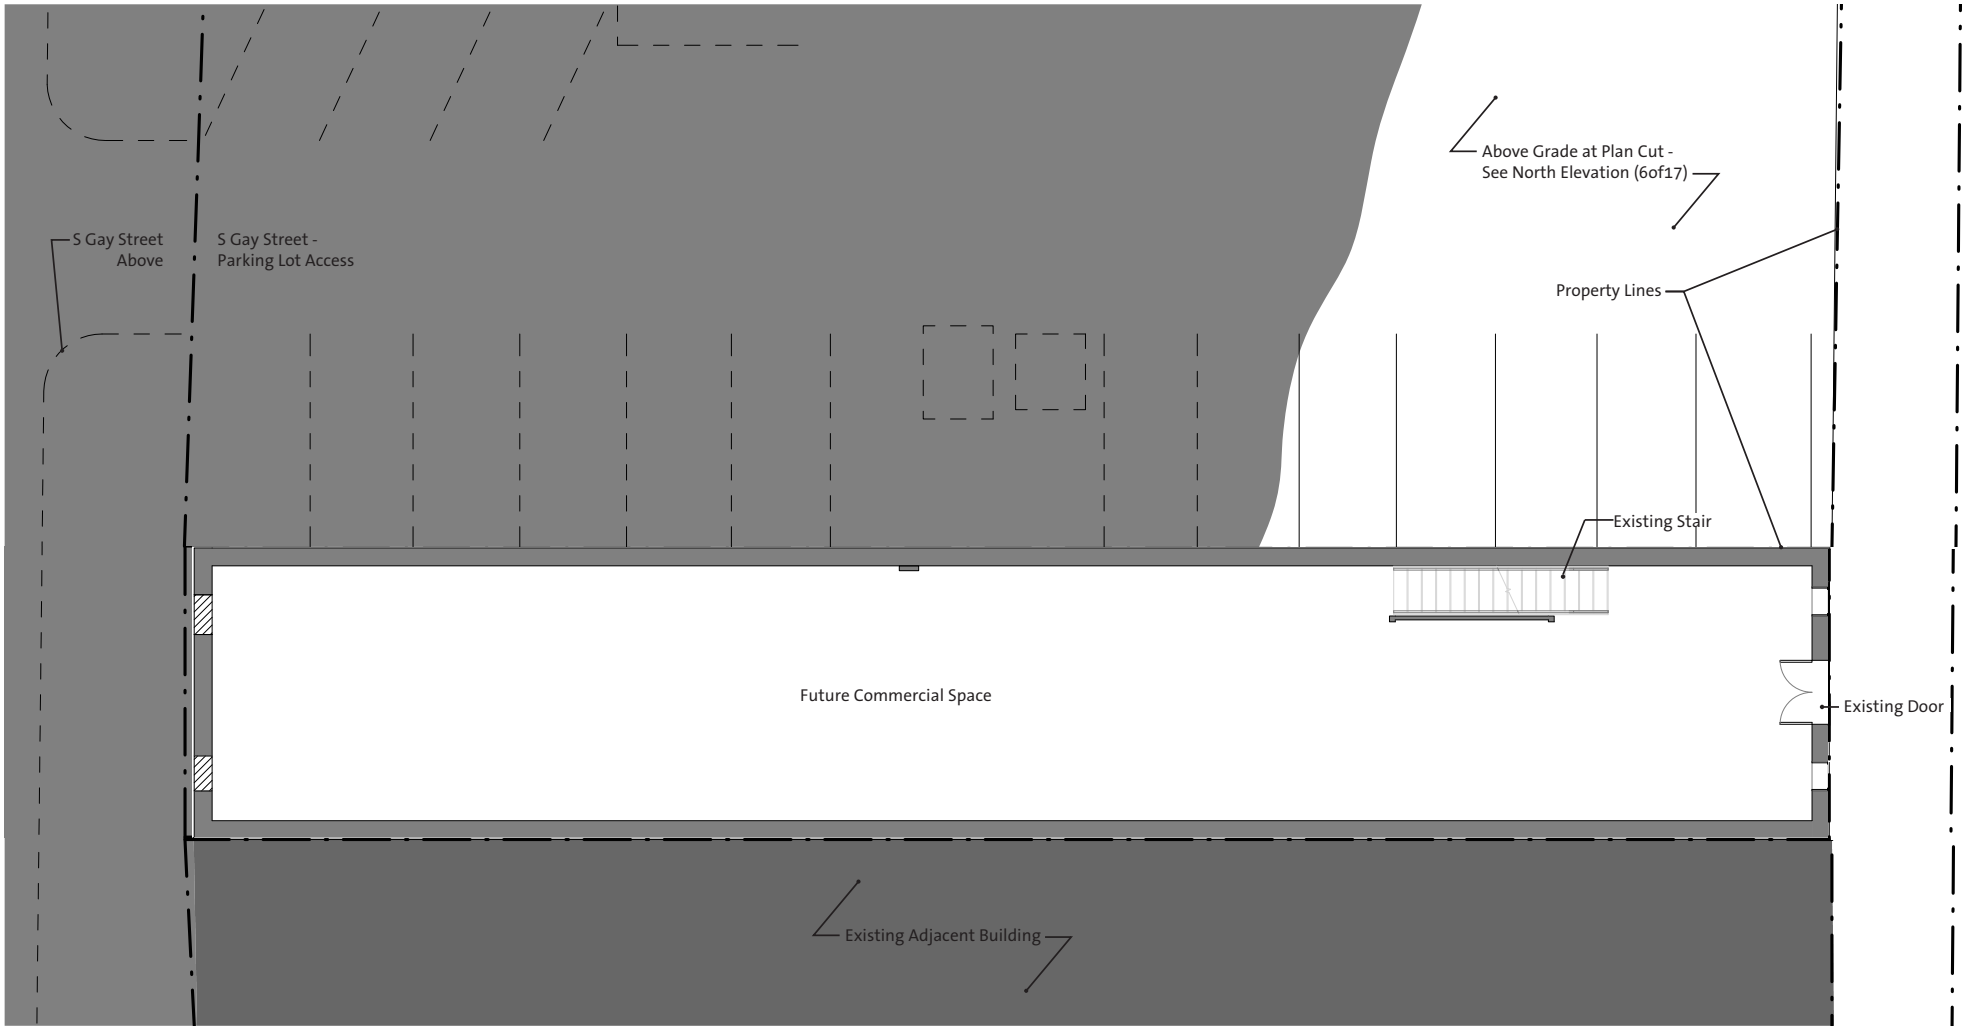 Above Grade at Plan Cut -
See North Elevation (6of17)
S Gay Street
Above
S Gay Street -
Parking Lot Access
Property Lines
Existing Stair
Future Commercial Space
Existing Door
Existing Adjacent Building